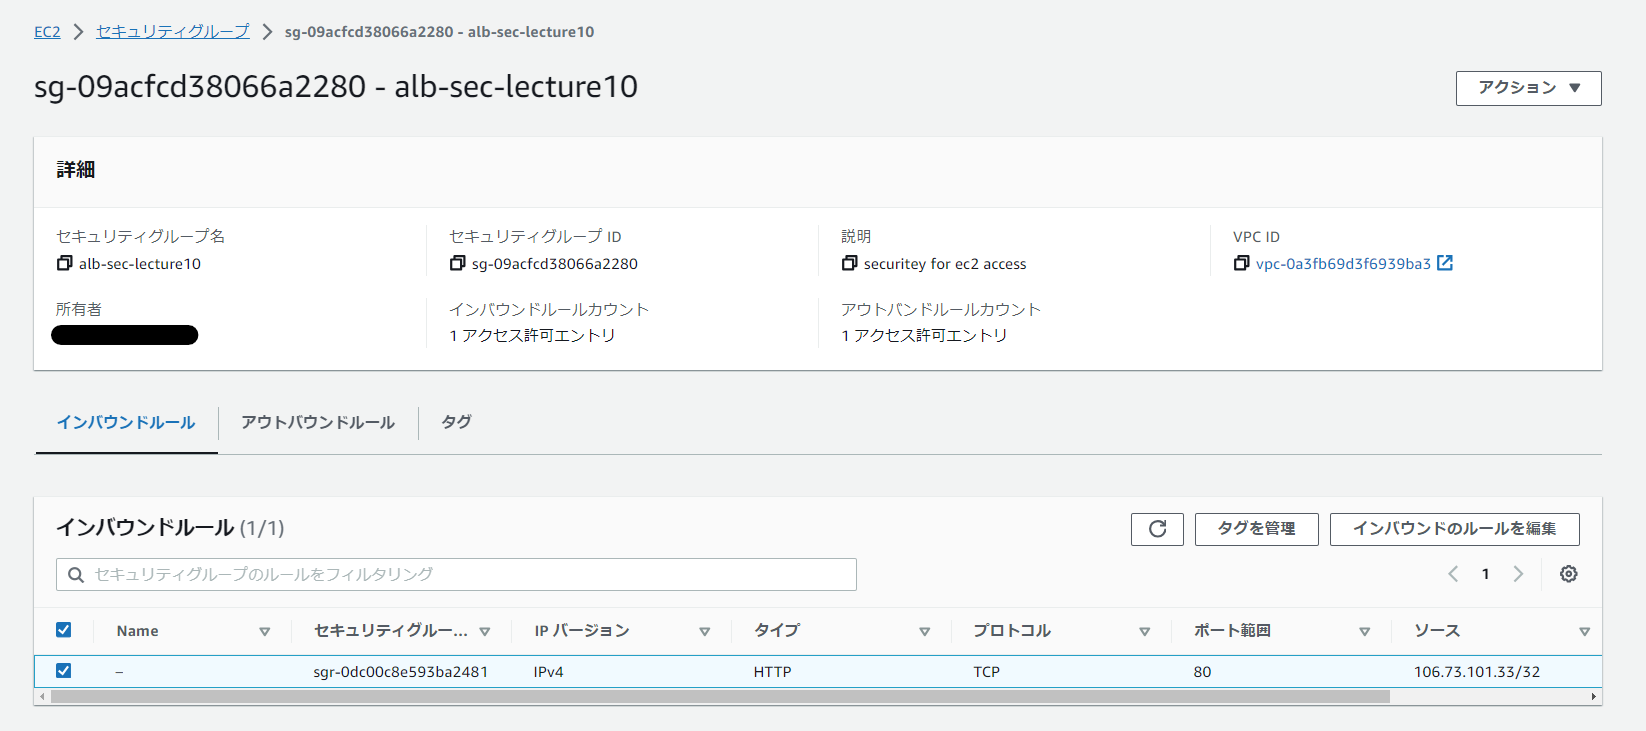 EC2 セキュリティグループ sg-09acfcd38066a2280 - alb-sec-lecture10
sg-09acfcd38066a2280 - alb-sec-lecture10
アクション
詳細
セキュリティグループ名
alb-sec-lecture10
セキュリティグループ ID
sg-09acfcd38066a2280
説明
securitey for ec2 access
VPC ID
vpc-0a3fb69d3f6939ba3
所有者
インバウンドルールカウント
1 アクセス許可エントリ
アウトバンドルールカウント
1 アクセス許可エントリ
インバウンドルール アウトバウンドルール タグ
インバウンドルール (1/1)
タグを管理 インバウンドのルールを編集
セキュリティグループのルールをフィルタリング
1
Name セキュリティグルー... IP バージョン タイプ プロトコル ポート範囲 ソース
– sgr-0dc00c8e593ba2481 IPv4 HTTP TCP 80 106.73.101.33/32